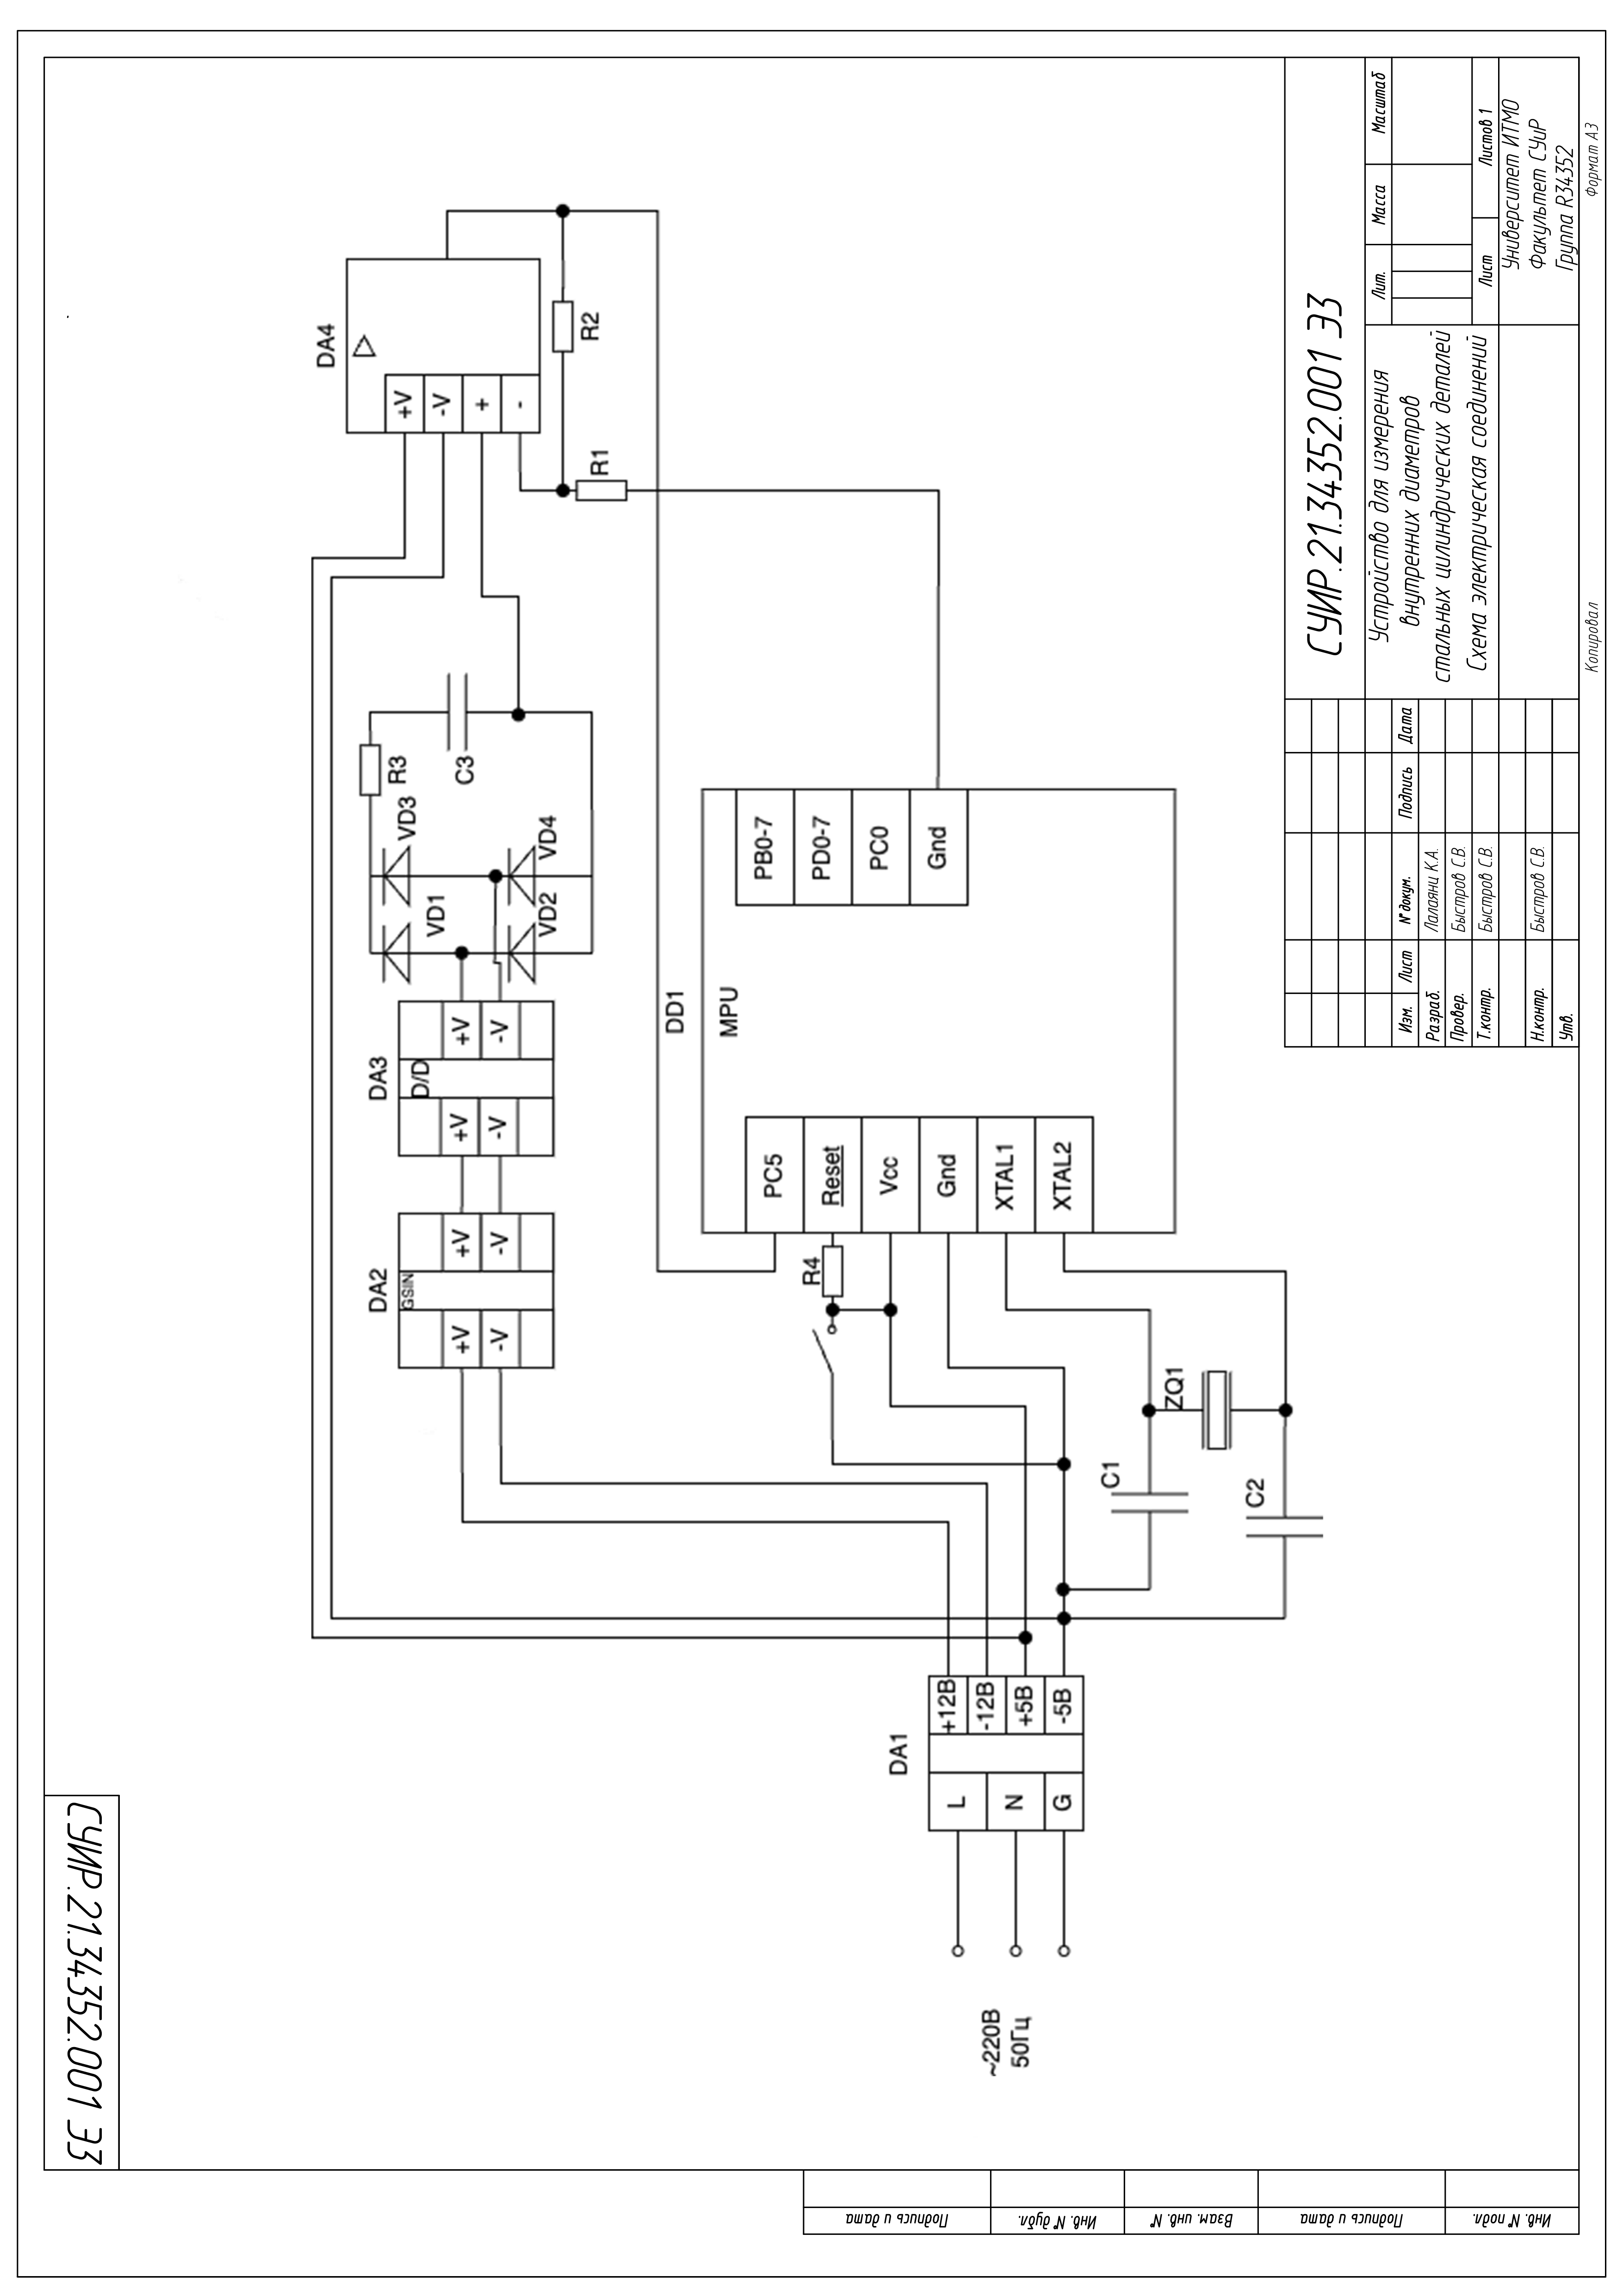 СУИР.21.34352.001 ЭЗ
DA4
+V
-V
+
-
R2
R1
R3
C3
VD3
VD4
VD1
VD2
DA3
D/D
+V
-V
+V
-V
DA2
GSIN
+V
-V
+V
-V
DD1
MPU
PB0-7
PD0-7
PC0
Gnd
PC5
Reset
Vcc
Gnd
XTAL1
XTAL2
R4
ZQ1
C1
C2
DA1
+12В
-12В
+5В
-5В
L
N
G
~220В
50Гц
СУИР.21.34352.001 ЭЗ
Устройство для измерения
внутренних диаметров
стальных цилиндрических деталей
Схема электрическая соединений
Лит.
Масса
Масштаб
Лист
Листов 1
Университет ИТМО
Факультет СУиР
Группа R34352
Изм.
Лист
№ докум.
Подпись
Дата
Разраб.
Лалаянц К.А.
Провер.
Быстров С.В.
Т.контр.
Быстров С.В.
Н.контр.
Быстров С.В.
Утв.
Копировал
Формат А3
Подпись и дата
Инв. № дубл.
Взам. инв. №
Подпись и дата
Инв. № подл.